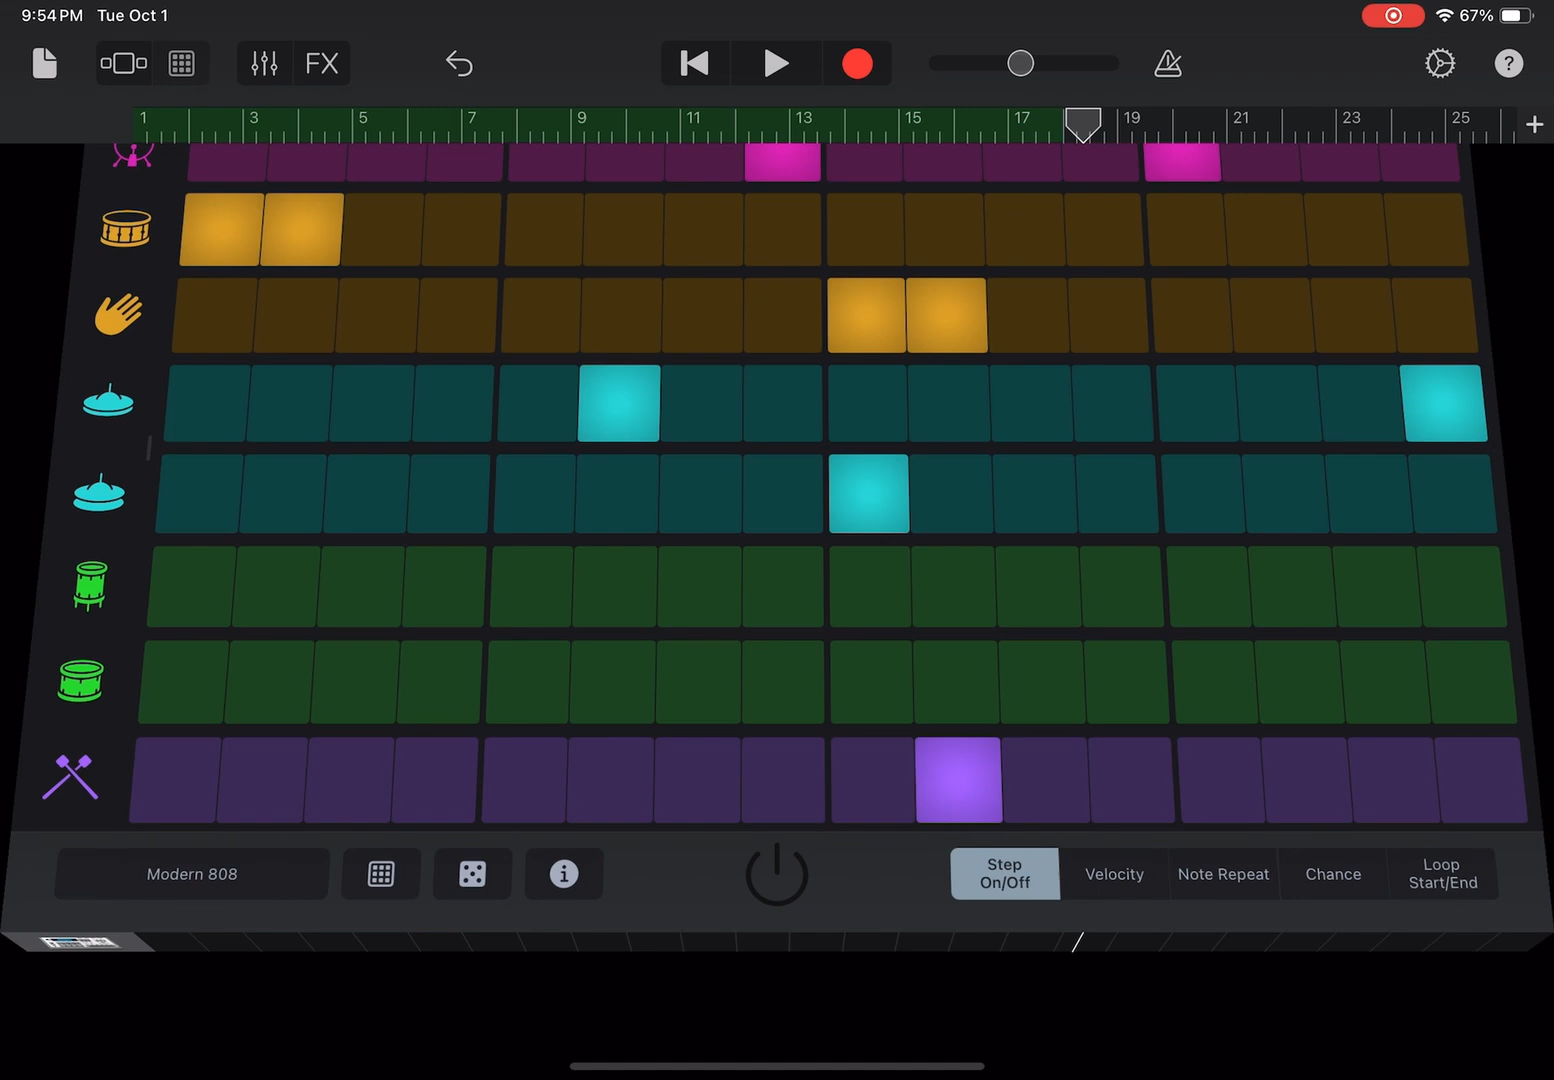 9:54 PM Tue Oct 1
67%
FX
?
1 3 5 7 9 11 13 15 17 19 21 23 25 +
Modern 808
i
Step
On/Off
Velocity
Note Repeat
Chance
Loop
Start/End